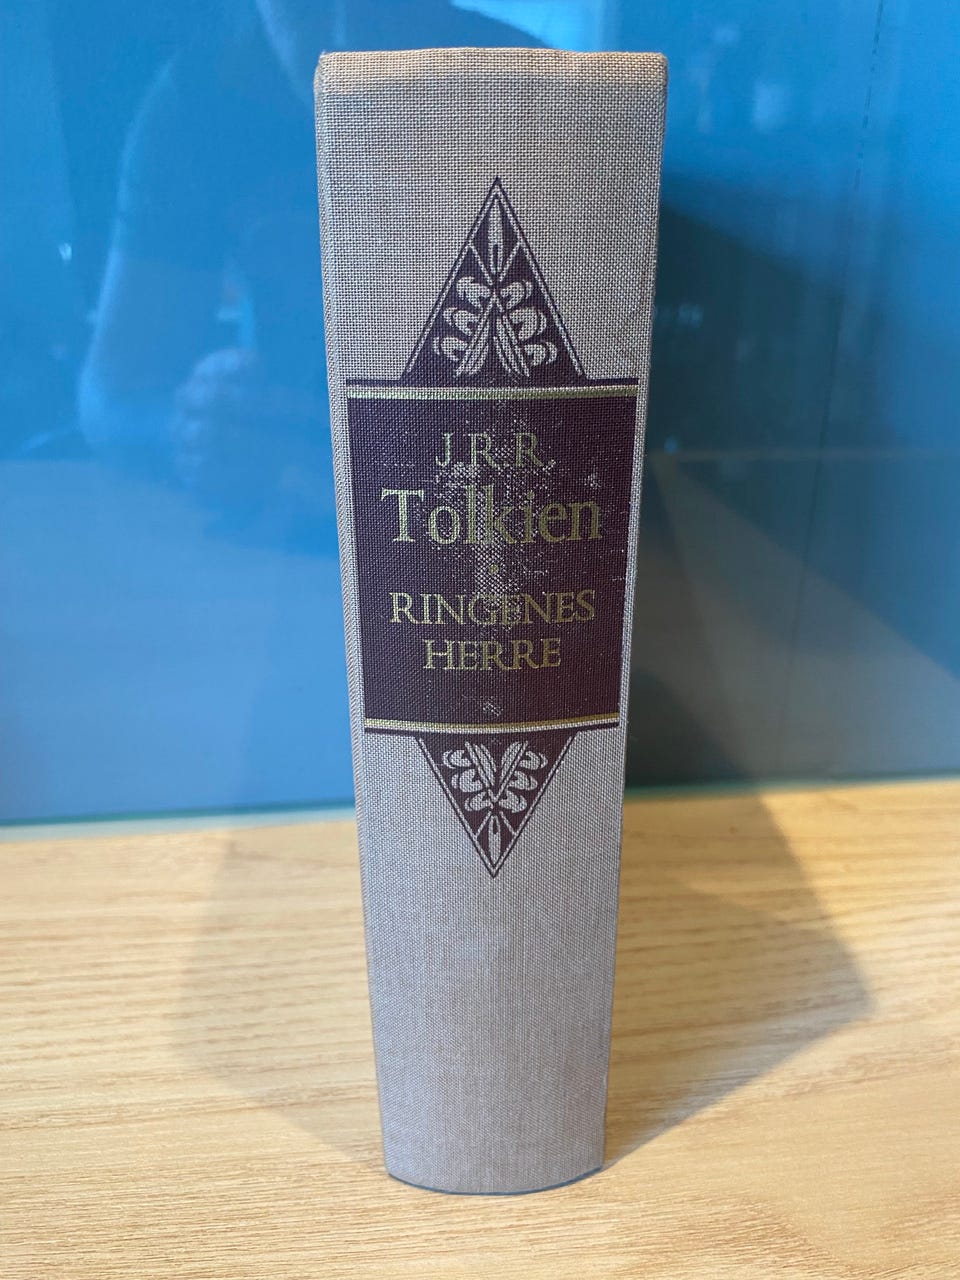 J.R.R.
Tolkien
•
RINGENES
HERRE